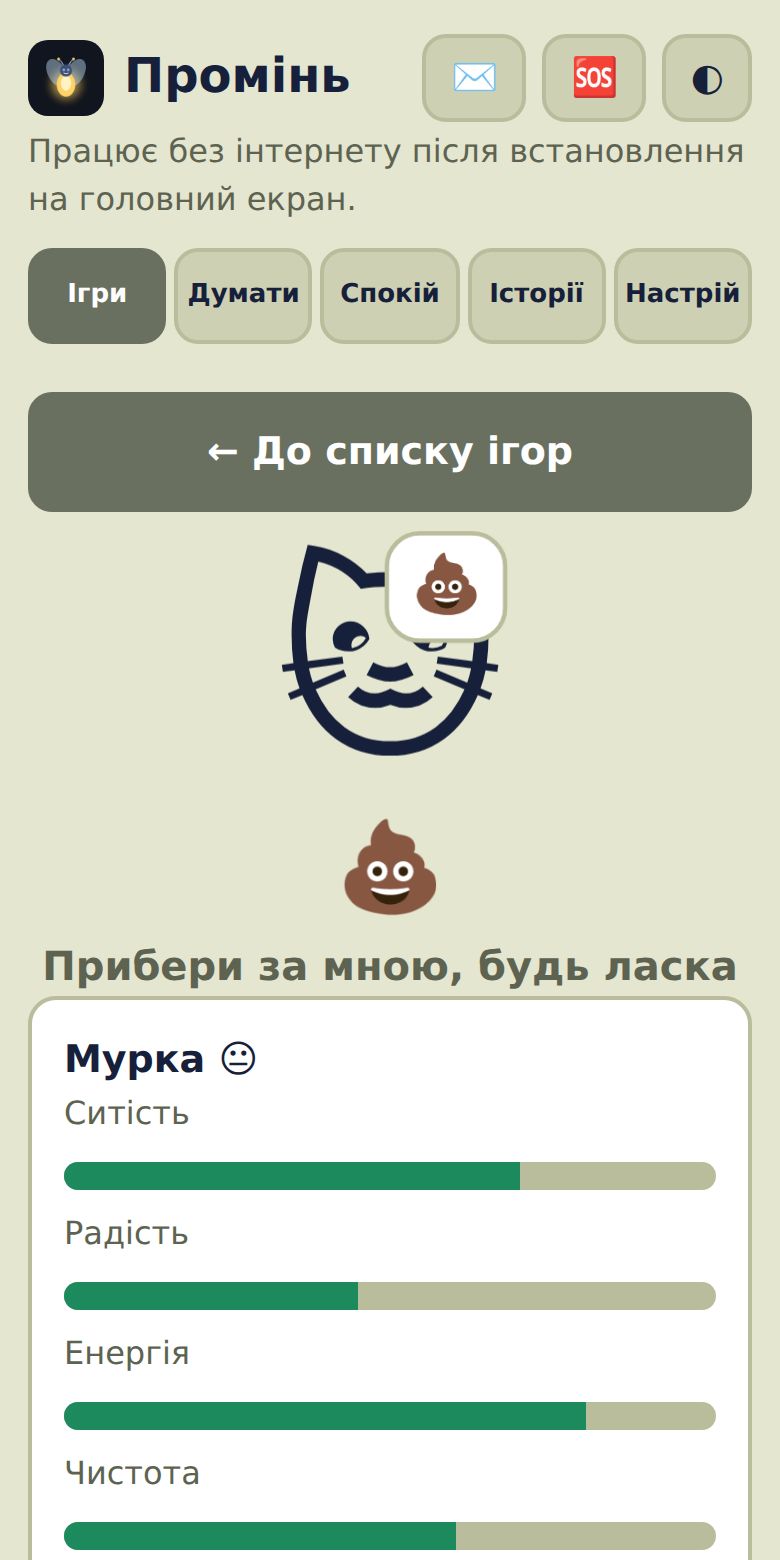 Промінь
SOS
Працює без інтернету після встановлення
на головний екран.
Ігри
Думати
Спокій
Історії
Настрій
← До списку ігор
Прибери за мною, будь ласка
Мурка
Ситість
Радість
Енергія
Чистота